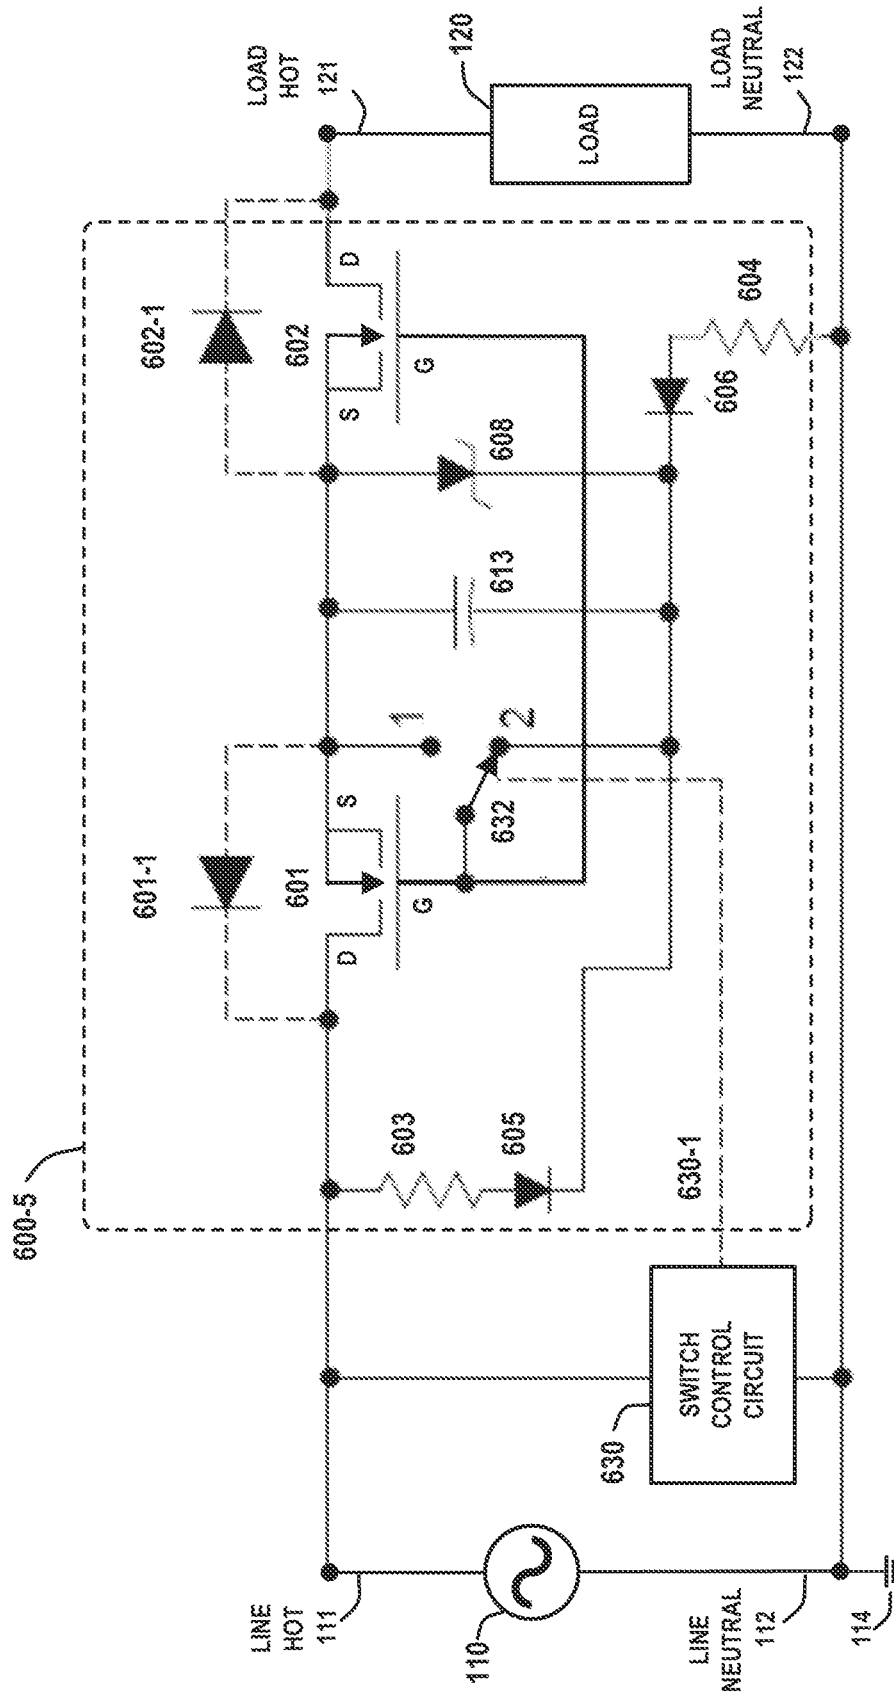 600-5
601-1
602-1
LOAD
HOT
121
120
LOAD
LOAD
NEUTRAL
122
D
601
S
G
S
602
D
G
1
2
632
613
608
603
605
606
604
630-1
630
SWITCH
CONTROL
CIRCUIT
LINE
HOT
111
110
LINE
NEUTRAL
112
114